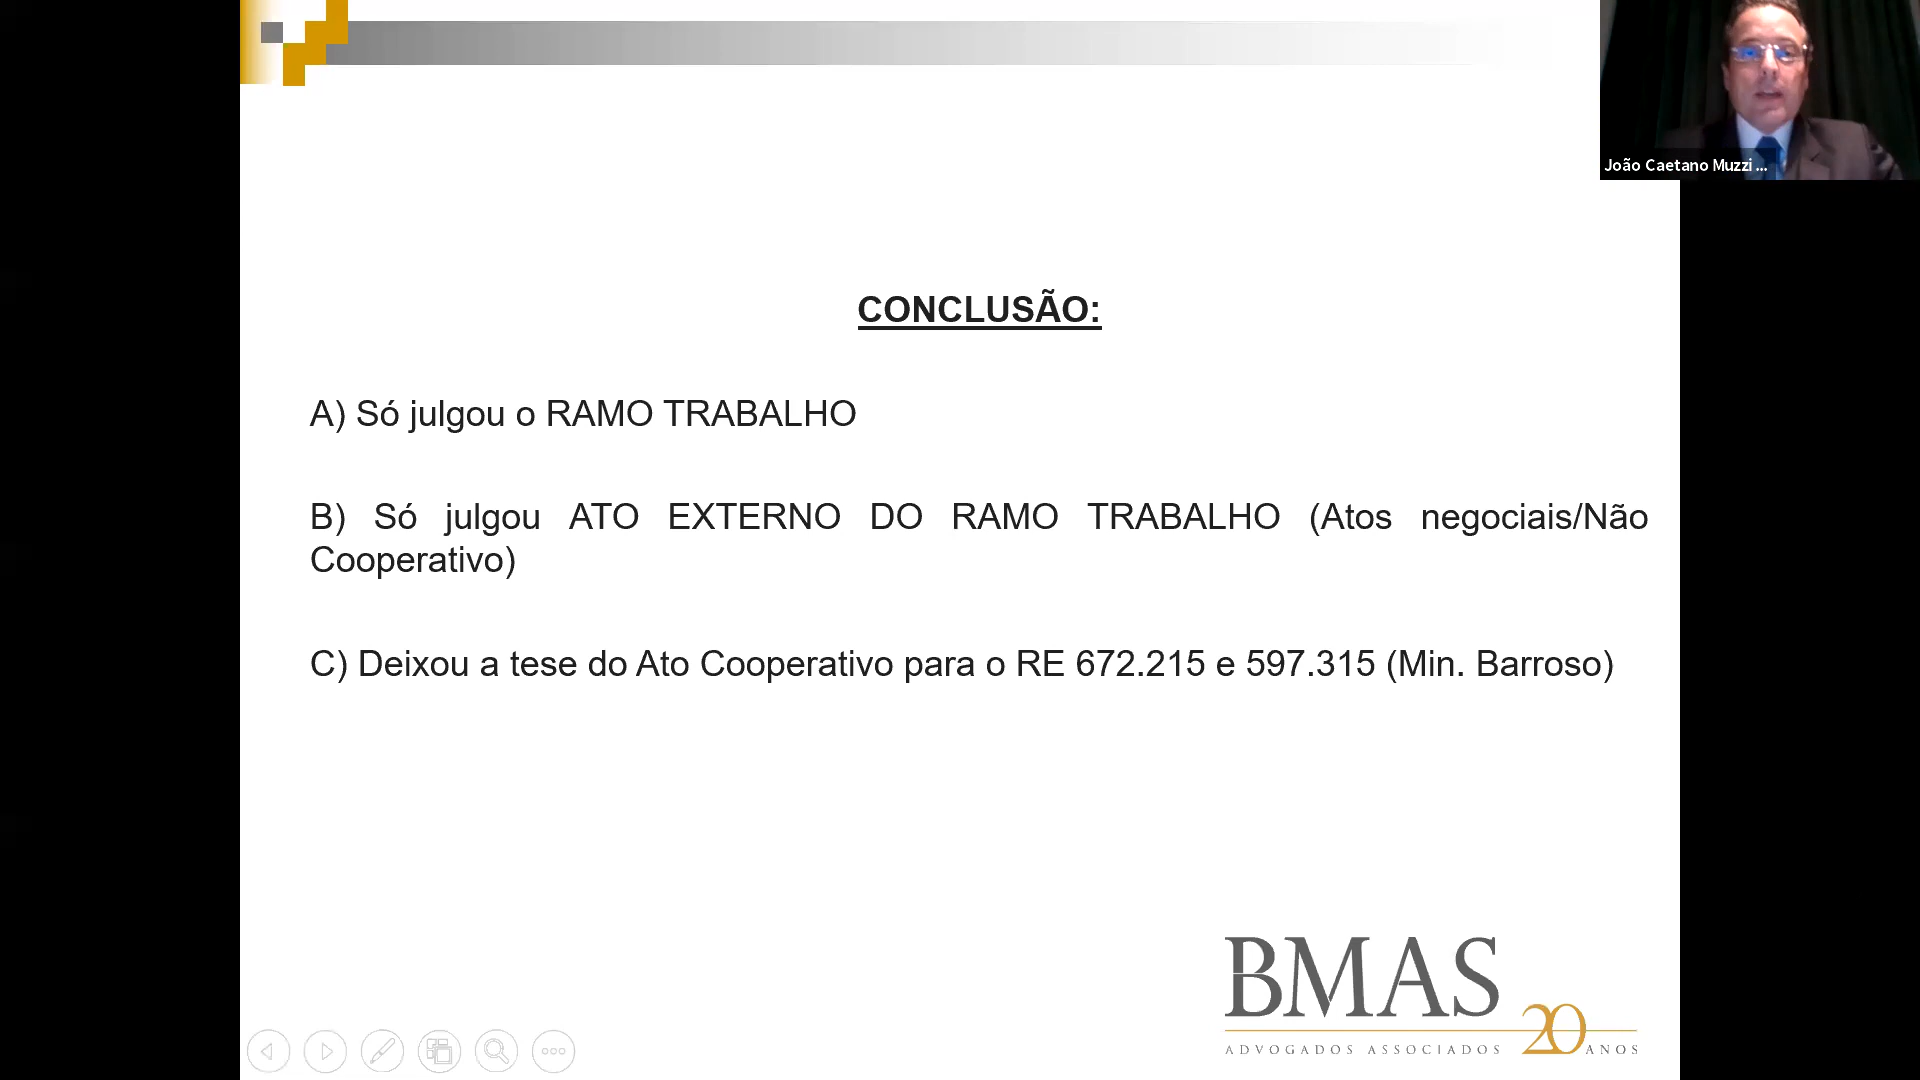 João Caetano Muzzi ...
CONCLUSÃO:
A) Só julgou o RAMO TRABALHO
B) Só julgou ATO EXTERNO DO RAMO TRABALHO (Atos negociais/Não
Cooperativo)
C) Deixou a tese do Ato Cooperativo para o RE 672.215 e 597.315 (Min. Barroso)
BMAS
ADVOGADOS ASSOCIADOS 20 ANOS